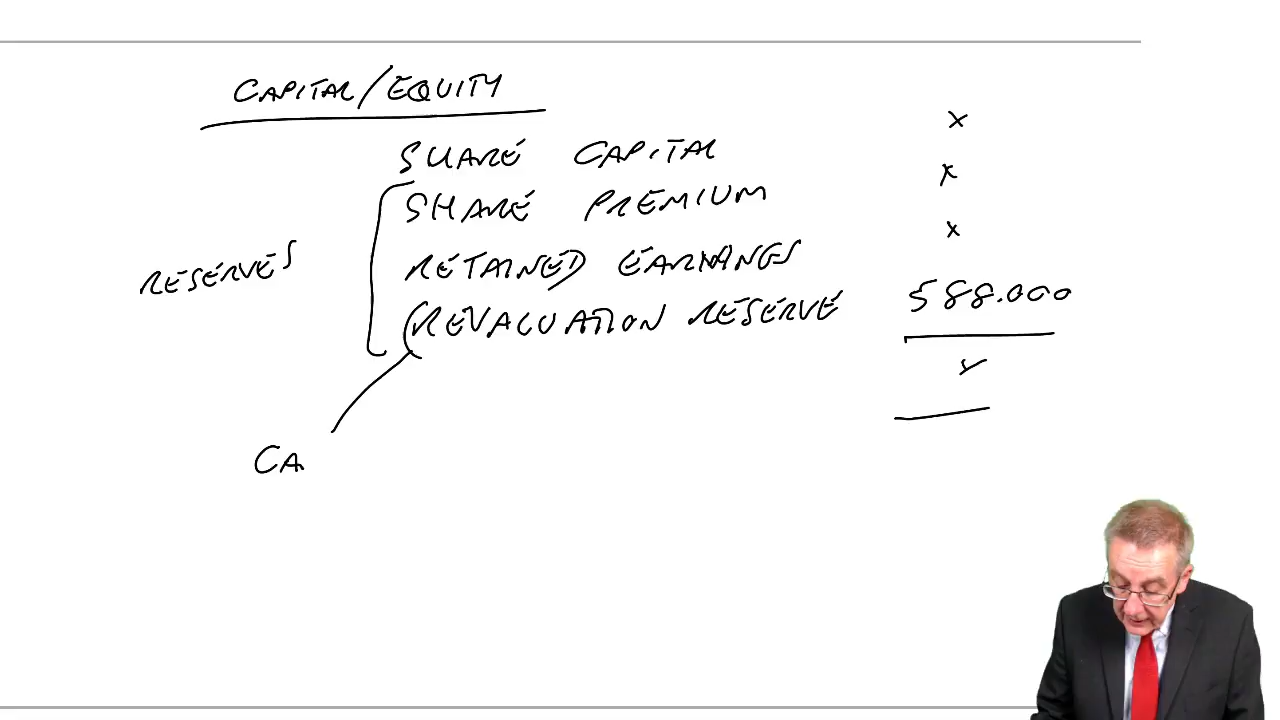 CAPITAL/EQUITY
SHARE CAPITAL x
SHARE PREMIUM x
RETAINED EARNINGS x
REVALUATION RESERVE 588.000
x
RESERVES
CA